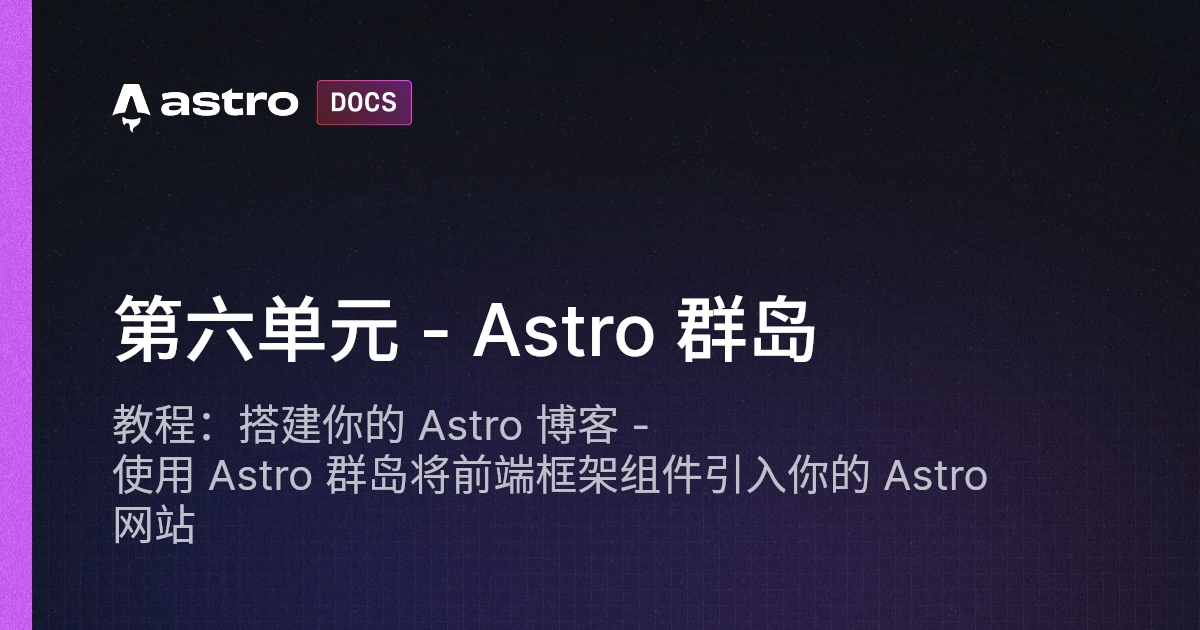 astro DOCS
第六单元 - Astro 群岛
教程：搭建你的 Astro 博客 -
使用 Astro 群岛将前端框架组件引入你的 Astro
网站